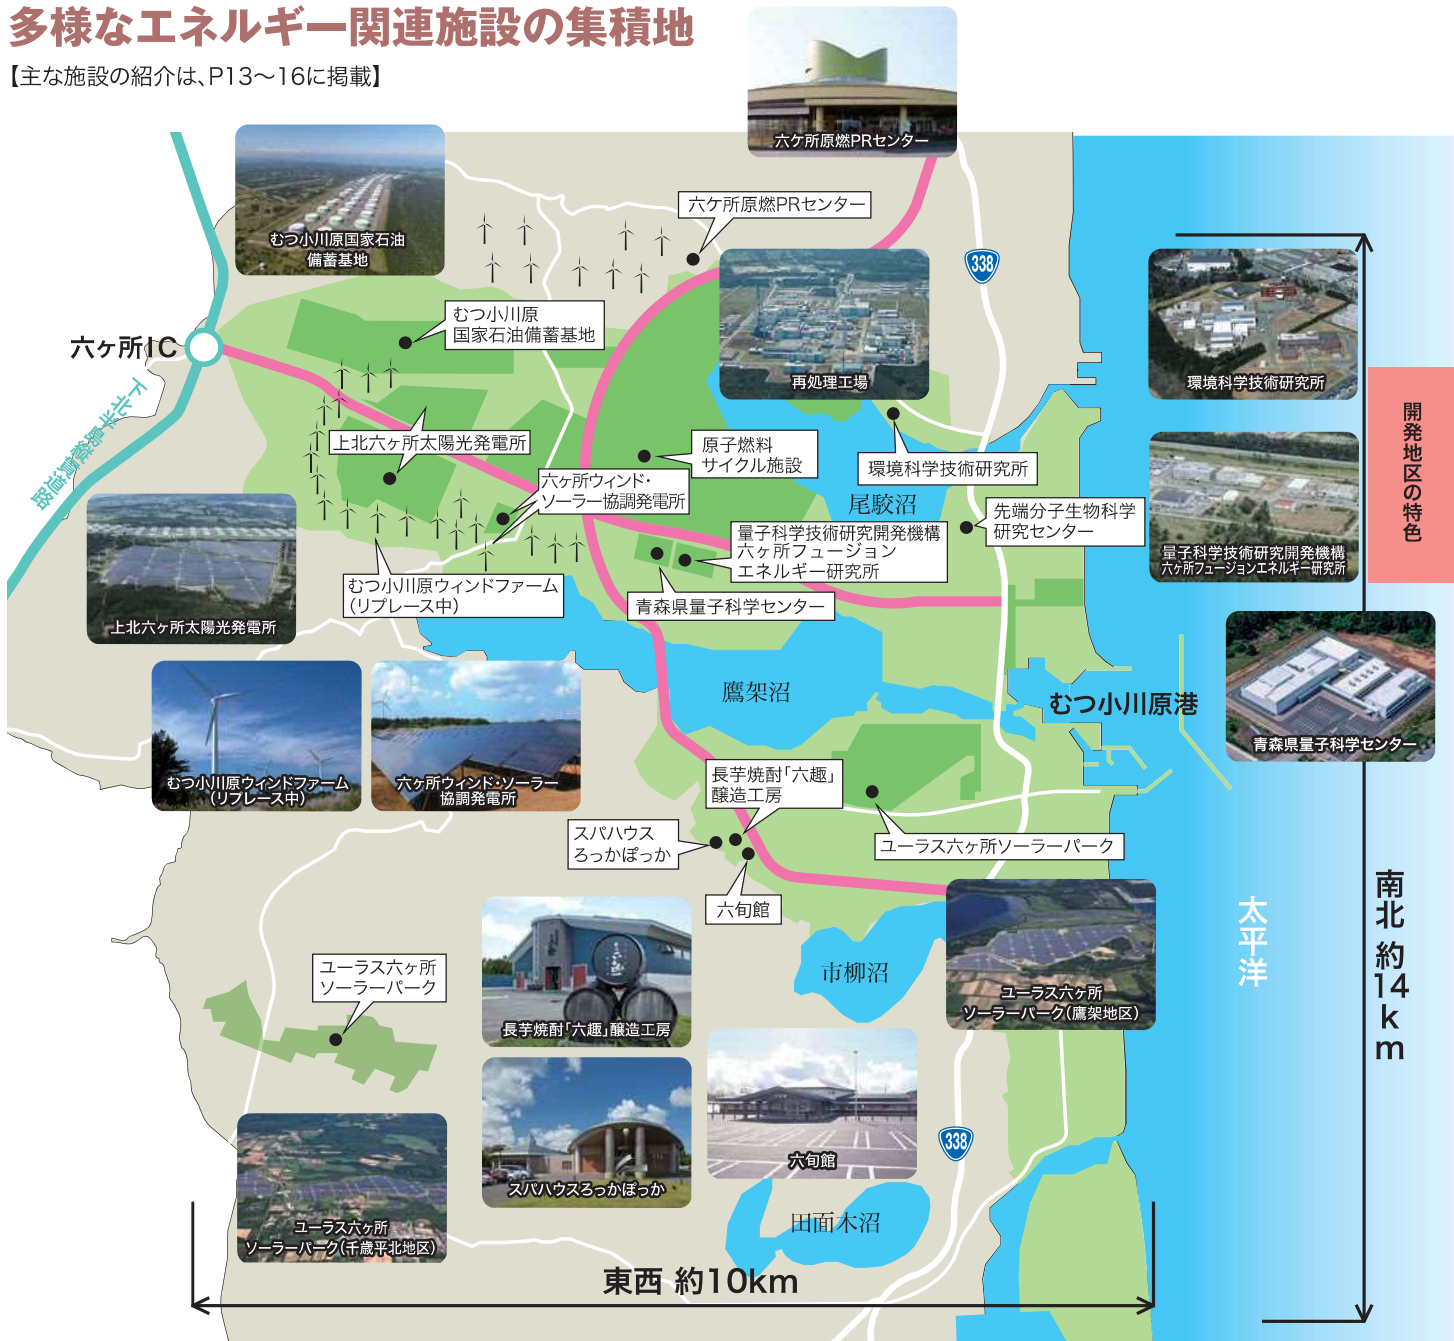 多様なエネルギー関連施設の集積地
【主な施設の紹介は、P13〜16に掲載】
六ケ所原燃PRセンター
六ケ所原燃PRセンター
むつ小川原国家石油
備蓄基地
338
むつ小川原
国家石油備蓄基地
六ヶ所IC
下北半島縦貫道路
再処理工場
環境科学技術研究所
開発地区の特色
上北六ヶ所太陽光発電所
原子燃料
サイクル施設
環境科学技術研究所
六ヶ所ウィンド・
ソーラー協調発電所
尾駮沼
先端分子生物科学
研究センター
量子科学技術研究開発機構
六ヶ所フュージョン
エネルギー研究所
量子科学技術研究開発機構
六ヶ所フュージョンエネルギー研究所
むつ小川原ウィンドファーム
（リプレース中）
青森県量子科学センター
上北六ヶ所太陽光発電所
鷹架沼
むつ小川原港
青森県量子科学センター
むつ小川原ウィンドファーム
（リプレース中）
六ヶ所ウィンド・ソーラー
協調発電所
長芋焼酎「六趣」
醸造工房
スパハウス
ろっかぽっか
ユーラス六ヶ所ソーラーパーク
六旬館
南北 約14km
太平洋
ユーラス六ヶ所
ソーラーパーク
市柳沼
ユーラス六ヶ所
ソーラーパーク（鷹架地区）
長芋焼酎「六趣」醸造工房
338
六旬館
スパハウスろっかぽっか
田面木沼
ユーラス六ヶ所
ソーラーパーク（千歳平北地区）
東西 約10km